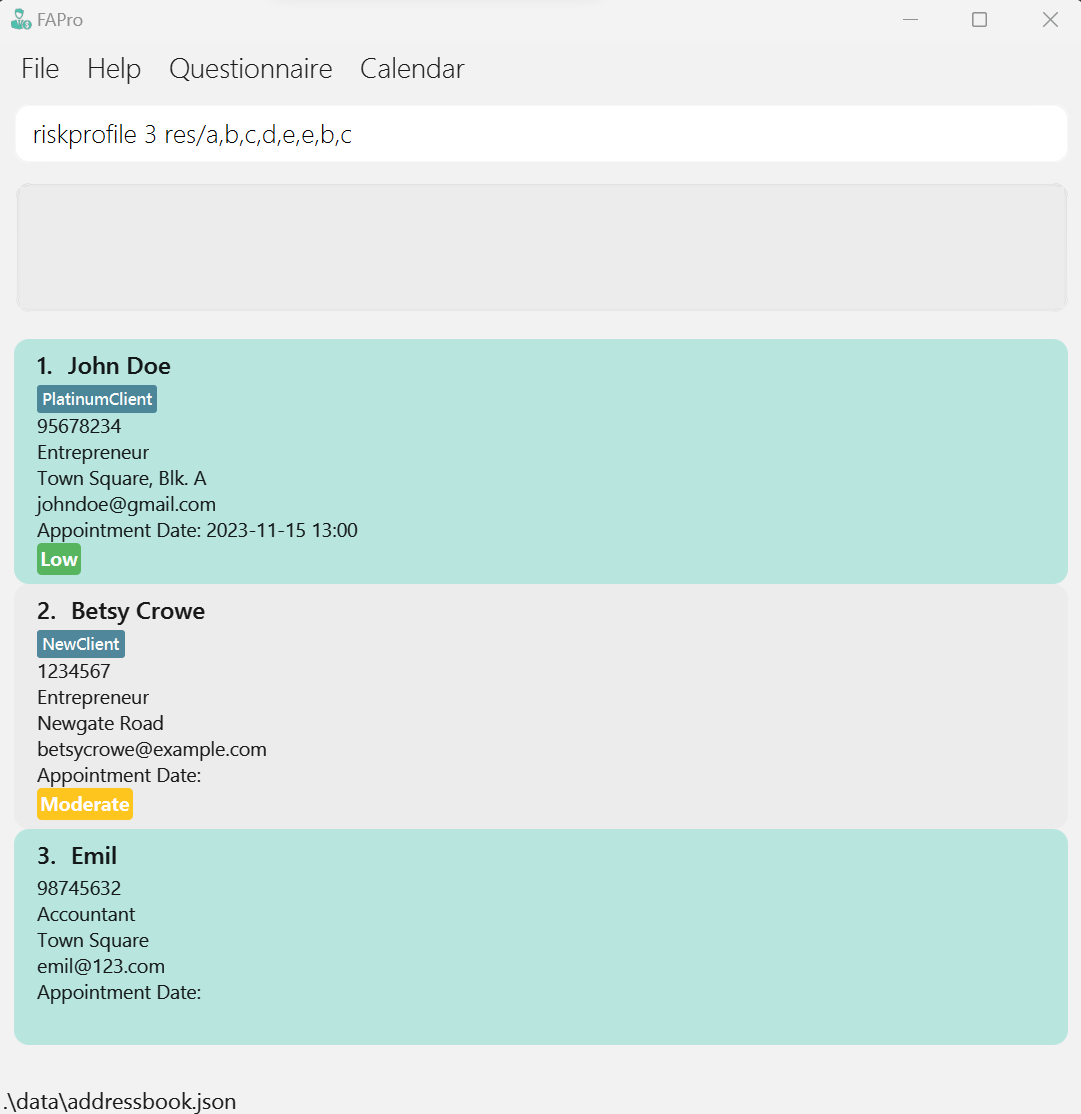 FAPro
File Help Questionnaire Calendar
riskprofile 3 res/a,b,c,d,e,e,b,c
1. John Doe
PlatinumClient
95678234
Entrepreneur
Town Square, Blk. A
johndoe@gmail.com
Appointment Date: 2023-11-15 13:00
Low
2. Betsy Crowe
NewClient
1234567
Entrepreneur
Newgate Road
betsycrowe@example.com
Appointment Date:
Moderate
3. Emil
98745632
Accountant
Town Square
emil@123.com
Appointment Date:
.\data\addressbook.json